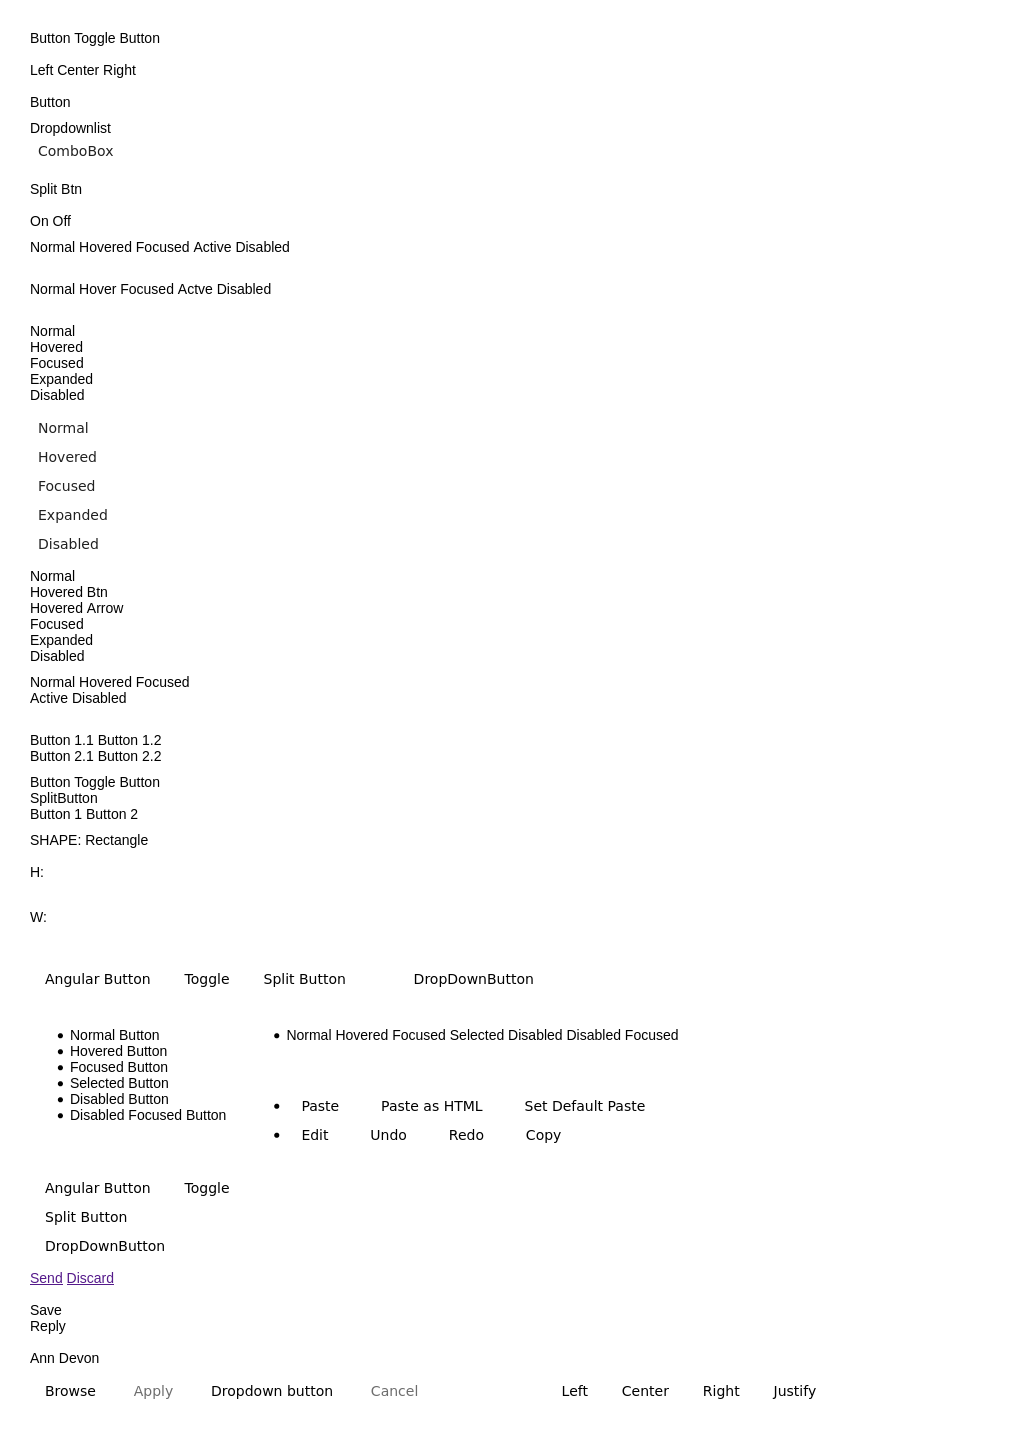 Button Toggle Button
Left Center Right
Button
Dropdownlist
ComboBox
Split Btn
On Off
Normal Hovered Focused Active Disabled
Normal Hover Focused Actve Disabled
Normal
Hovered
Focused
Expanded
Disabled
Normal
Hovered
Focused
Expanded
Disabled
Normal
Hovered Btn
Hovered Arrow
Focused
Expanded
Disabled
Normal Hovered Focused
Active Disabled
Button 1.1 Button 1.2
Button 2.1 Button 2.2
Button Toggle Button
SplitButton
Button 1 Button 2
SHAPE: Rectangle
H:
W:
Angular Button Toggle Split Button DropDownButton
• Normal Button
• Hovered Button
• Focused Button
• Selected Button
• Disabled Button
• Disabled Focused Button
• Normal Hovered Focused Selected Disabled Disabled Focused
• Paste Paste as HTML Set Default Paste
• Edit Undo Redo Copy
Angular Button Toggle
Split Button
DropDownButton
Send Discard
Save
Reply
Ann Devon
Browse Apply Dropdown button Cancel Left Center Right Justify